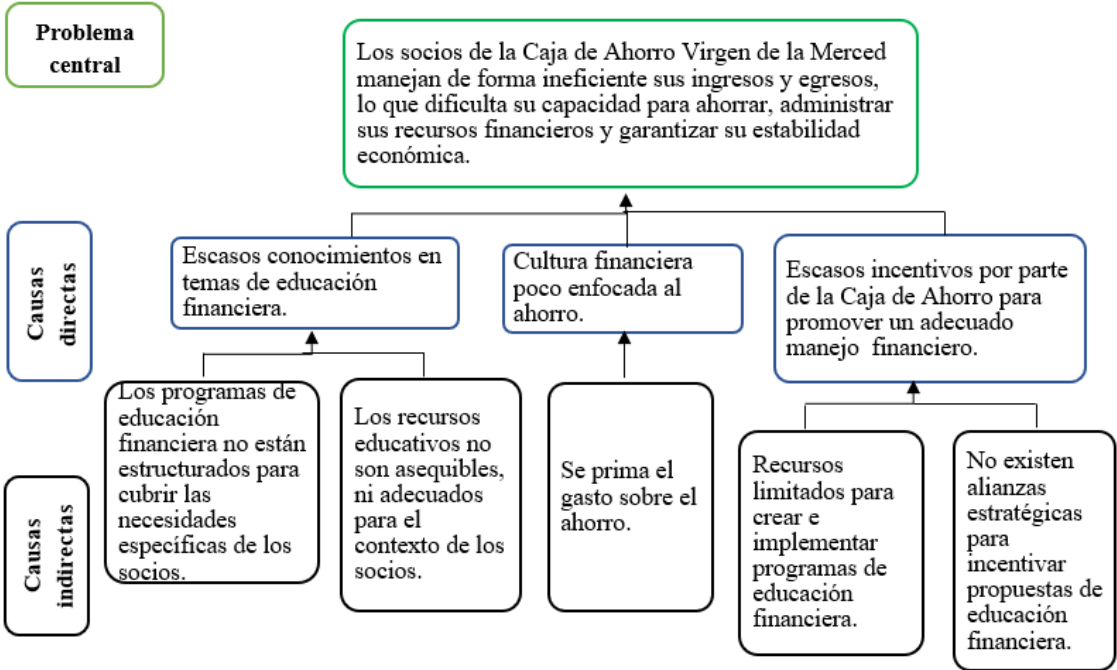 Problema
central
Los socios de la Caja de Ahorro Virgen de la Merced
manejan de forma ineficiente sus ingresos y egresos,
lo que dificulta su capacidad para ahorrar, administrar
sus recursos financieros y garantizar su estabilidad
económica.
Causas
directas
Escasos conocimientos en
temas de educación
financiera.
Cultura financiera
poco enfocada al
ahorro.
Escasos incentivos por parte
de la Caja de Ahorro para
promover un adecuado
manejo financiero.
Causas
indirectas
Los programas de
educación
financiera no están
estructurados para
cubrir las
necesidades
específicas de los
socios.
Los recursos
educativos no
son asequibles,
ni adecuados
para el
contexto de los
socios.
Se prima el
gasto sobre el
ahorro.
Recursos
limitados para
crear e
implementar
programas de
educación
financiera.
No existen
alianzas
estratégicas
para
incentivar
propuestas de
educación
financiera.